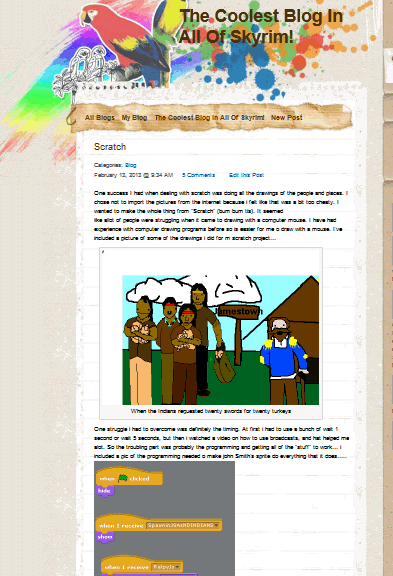 The Coolest Blog In
All Of Skyrim!
All Blogs My Blog The Coolest Blog In All Of Skyrim! New Post
Scratch
Categories: Blog
February 13, 2012 @ 9:34 AM 5 Comments Edit this Post
One success I had when dealing with scratch was doing all the drawings of the people and places. I
chose not to import the pictures from the internet because i felt like that was a bit too cheaty. I
wanted to make the whole thing from "Scratch" (bum bum tis). It seemed
like alot of people were struggling when it came to drawing with a computer mouse. I have had
experience with computer drawing programs before so is easier for me o draw with a mouse. I've
included a picture of some of the drawings i did for m scratch project...
Jamestown
When the Indians requested twenty swords for twenty turkeys
One struggle i had to overcome was definitely the timing. At first i had to use a bunch of wait 1
second or wait 5 seconds, but then i watched a video on how to use broadcasts, and hat helped me
alot. So the troubling part was probably the programming and getting all of the "stuff" to work... i
included a pic of the programming needed o make john Smith's sprite do everything that it does.....
when clicked
hide
when I receive
show
when I receive